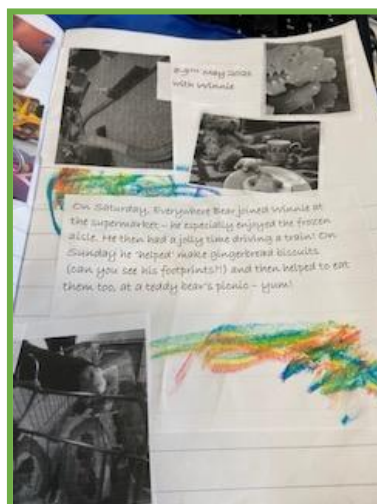 May 2021
with Winnie
On Saturday, Everywhere Bear joined Winnie at
the supermarket – he especially enjoyed the frozen
aisle. He then had a jolly time driving a train! On
Sunday he 'helped' make gingerbread biscuits
(can you see his footprints?!) and then helped to eat
them too, at a teddy bear's picnic – yum!